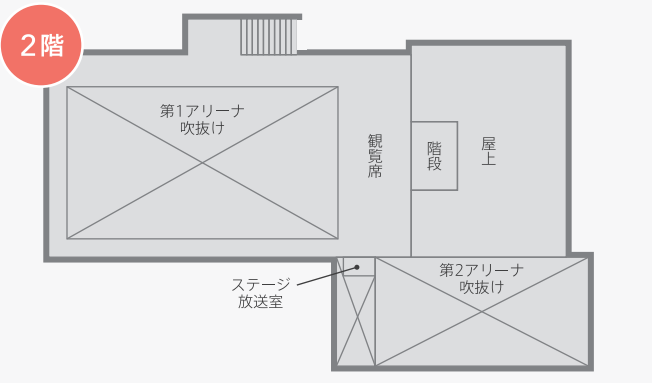 2階
第1アリーナ
吹抜け
観覧席
階段
屋上
第2アリーナ
吹抜け
ステージ
放送室